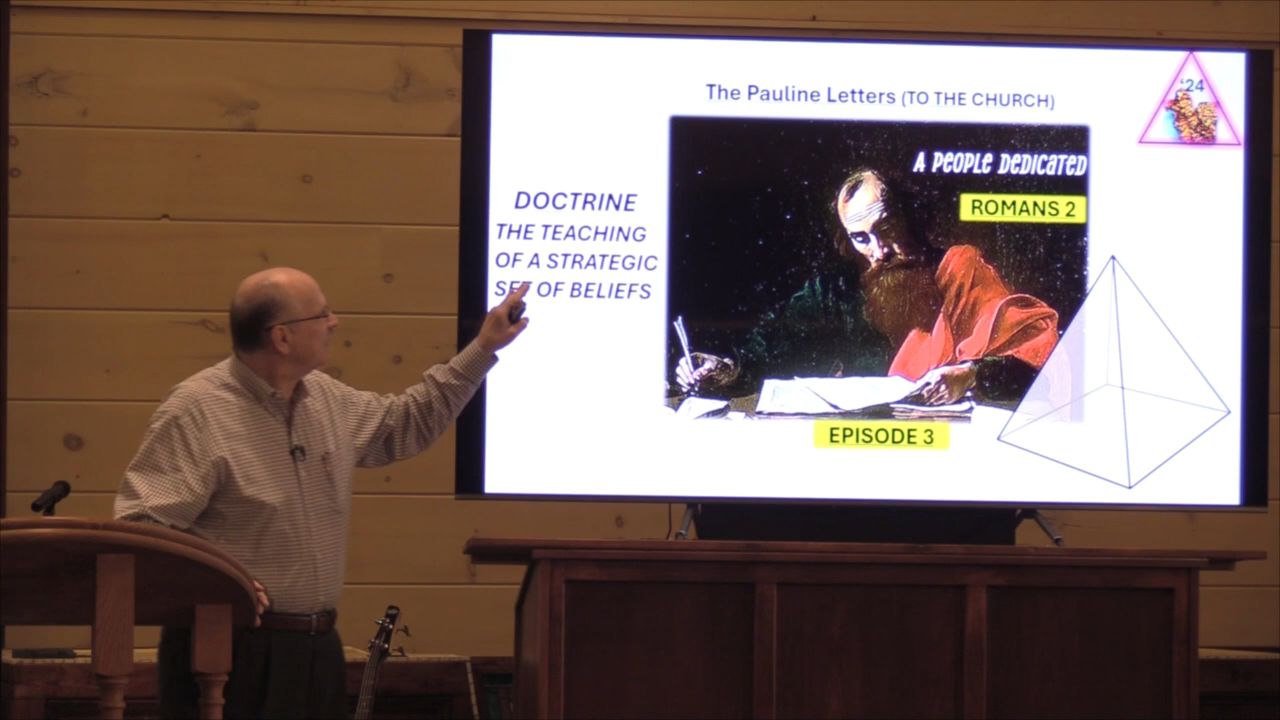 The Pauline Letters (TO THE CHURCH)
'24
A PEOPLE DEDICATED
ROMANS 2
DOCTRINE
THE TEACHING
OF A STRATEGIC
SET OF BELIEFS
EPISODE 3